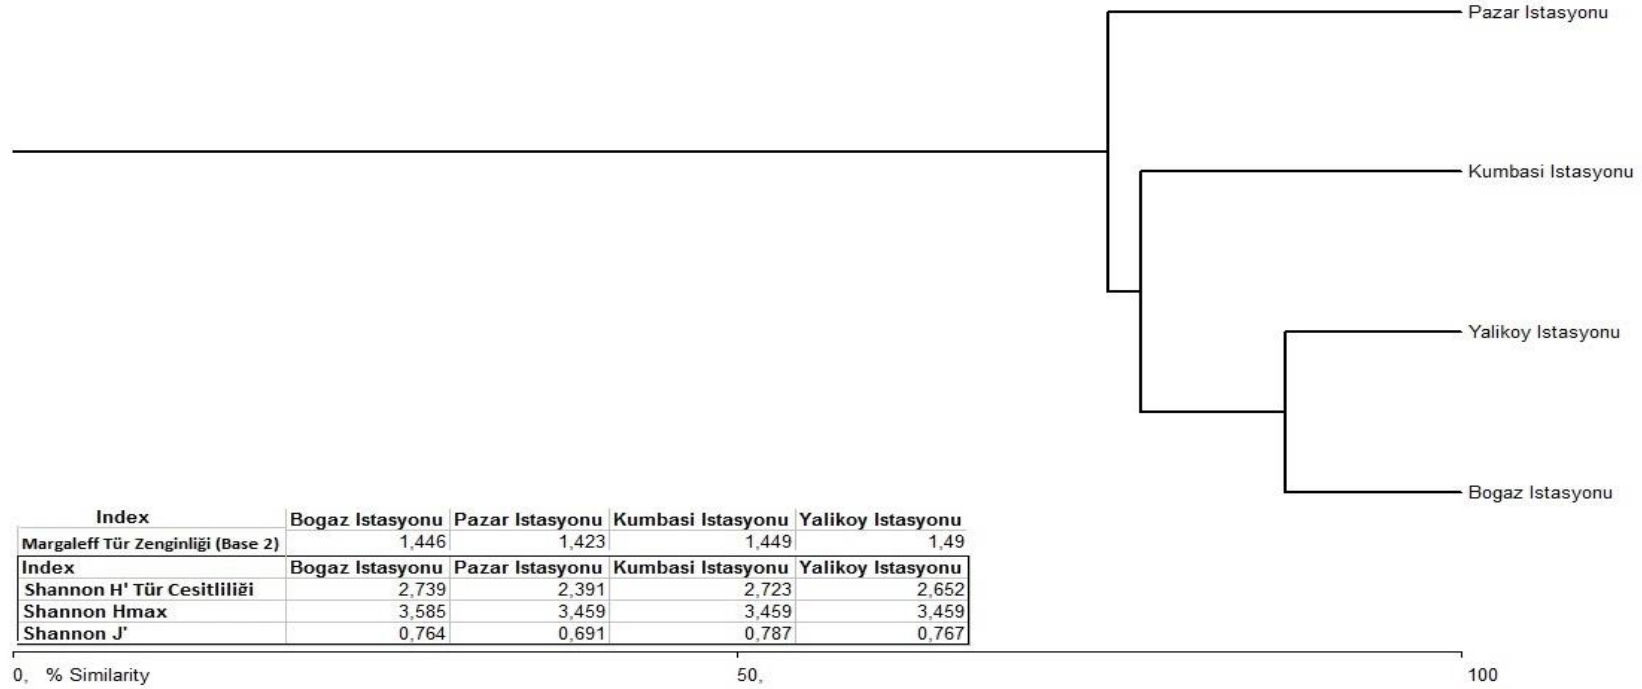 Pazar Istasyonu
Kumbasi Istasyonu
Yalikoy Istasyonu
Bogaz Istasyonu
Index Bogaz Istasyonu Pazar Istasyonu Kumbasi Istasyonu Yalikoy Istasyonu
Margaleff Tür Zenginliği (Base 2) 1,446 1,423 1,449 1,49
Index Bogaz Istasyonu Pazar Istasyonu Kumbasi Istasyonu Yalikoy Istasyonu
Shannon H' Tür Cesitliliği 2,739 2,391 2,723 2,652
Shannon Hmax 3,585 3,459 3,459 3,459
Shannon J' 0,764 0,691 0,787 0,767
0, % Similarity 50, 100